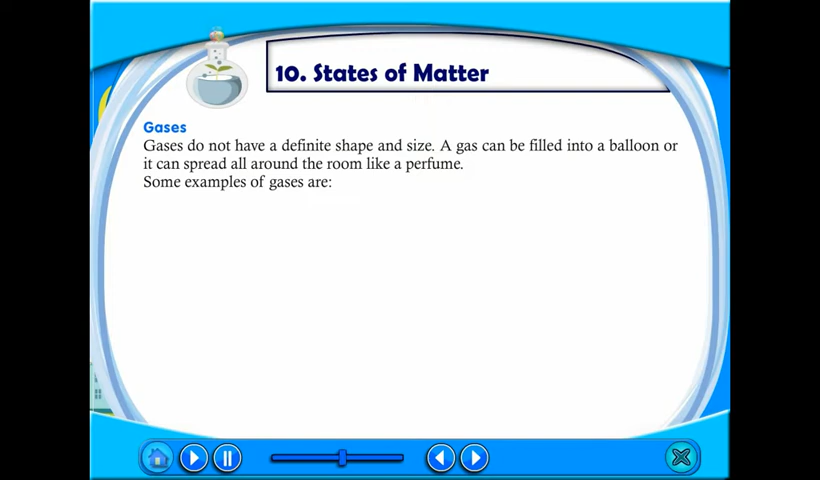 10. States of Matter
Gases
Gases do not have a definite shape and size. A gas can be filled into a balloon or
it can spread all around the room like a perfume.
Some examples of gases are: